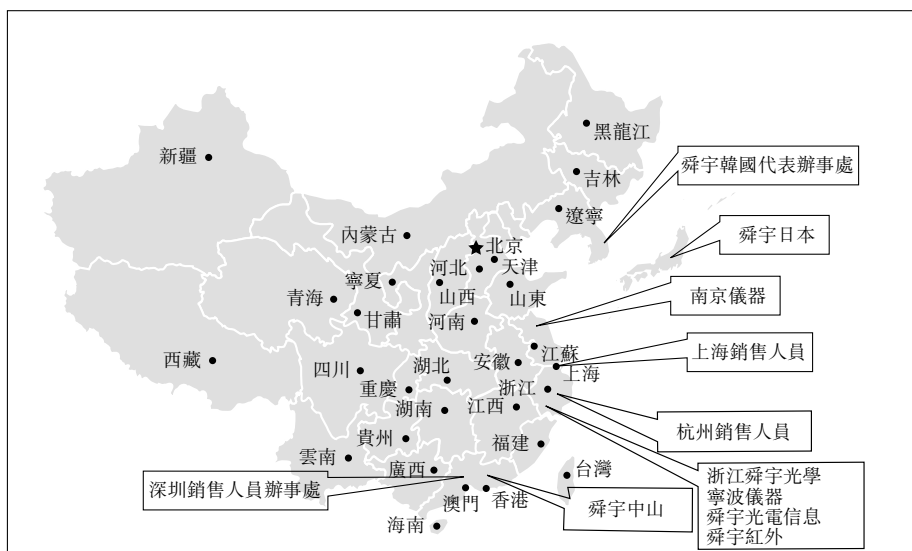 黑龍江
新疆
舜宇韓國代表辦事處
吉林
遼寧
內蒙古
北京
舜宇日本
天津
河北
寧夏
山西
山東
南京儀器
青海
甘肅
河南
江蘇
上海銷售人員
西藏
四川
湖北
安徽
上海
重慶
浙江
湖南
江西
杭州銷售人員
貴州
福建
雲南
廣西
台灣
浙江舜宇光學
寧波儀器
舜宇光電信息
舜宇紅外
深圳銷售人員辦事處
澳門
香港
舜宇中山
海南